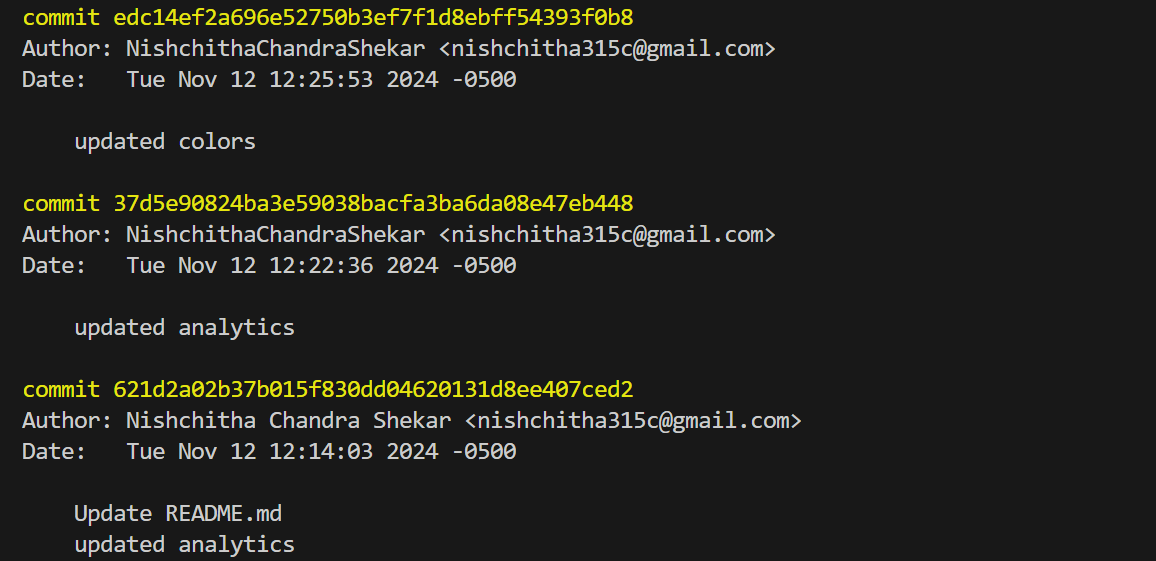 commit edc14ef2a696e52750b3ef7f1d8ebff54393f0b8
Author: NishchithaChandraShekar <nishchitha315c@gmail.com>
Date:   Tue Nov 12 12:25:53 2024 -0500
updated colors
commit 37d5e90824ba3e59038bacfa3ba6da08e47eb448
Author: NishchithaChandraShekar <nishchitha315c@gmail.com>
Date:   Tue Nov 12 12:22:36 2024 -0500
updated analytics
commit 621d2a02b37b015f830dd04620131d8ee407ced2
Author: Nishchitha Chandra Shekar <nishchitha315c@gmail.com>
Date:   Tue Nov 12 12:14:03 2024 -0500
Update README.md
updated analytics